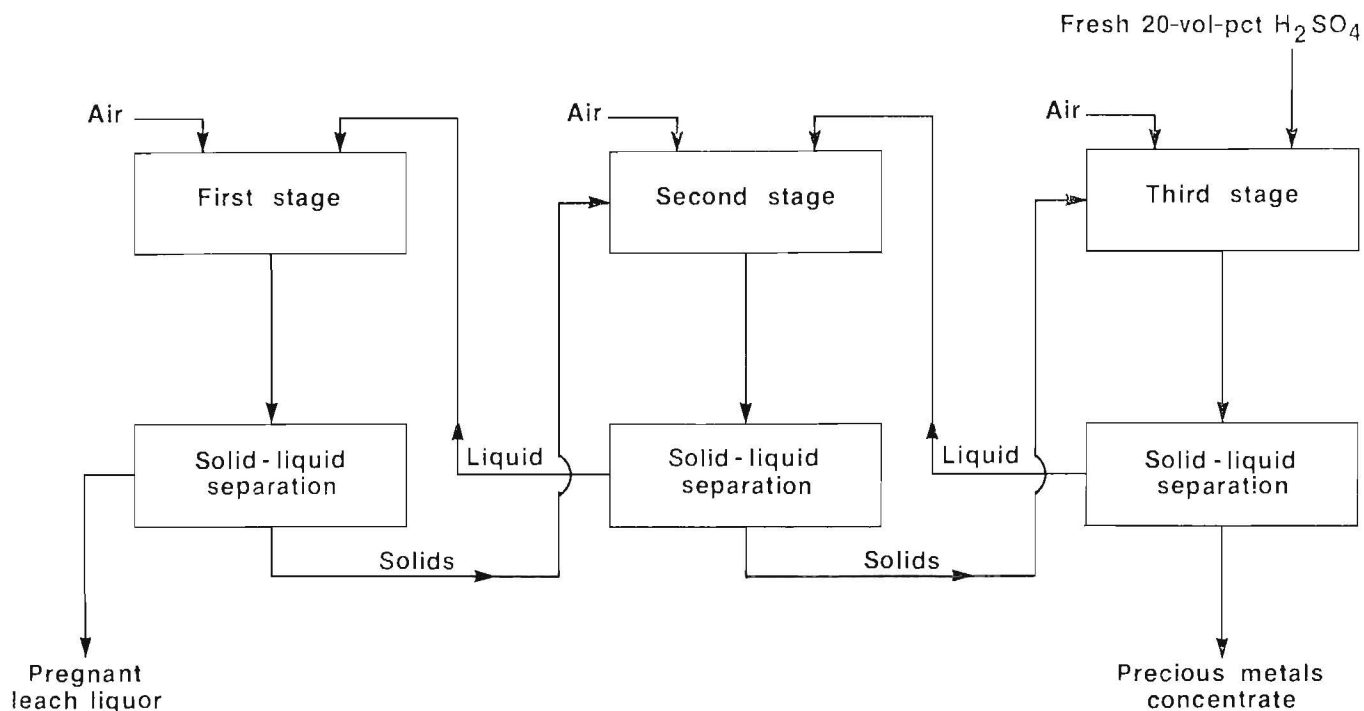 Fresh 20-vol-pct H₂SO₄
Air
Air
Air
First stage
Second stage
Third stage
Solid-liquid
separation
Liquid
Solid-liquid
separation
Liquid
Solid-liquid
separation
Solids
Solids
Pregnant
leach liquor
Precious metals
concentrate